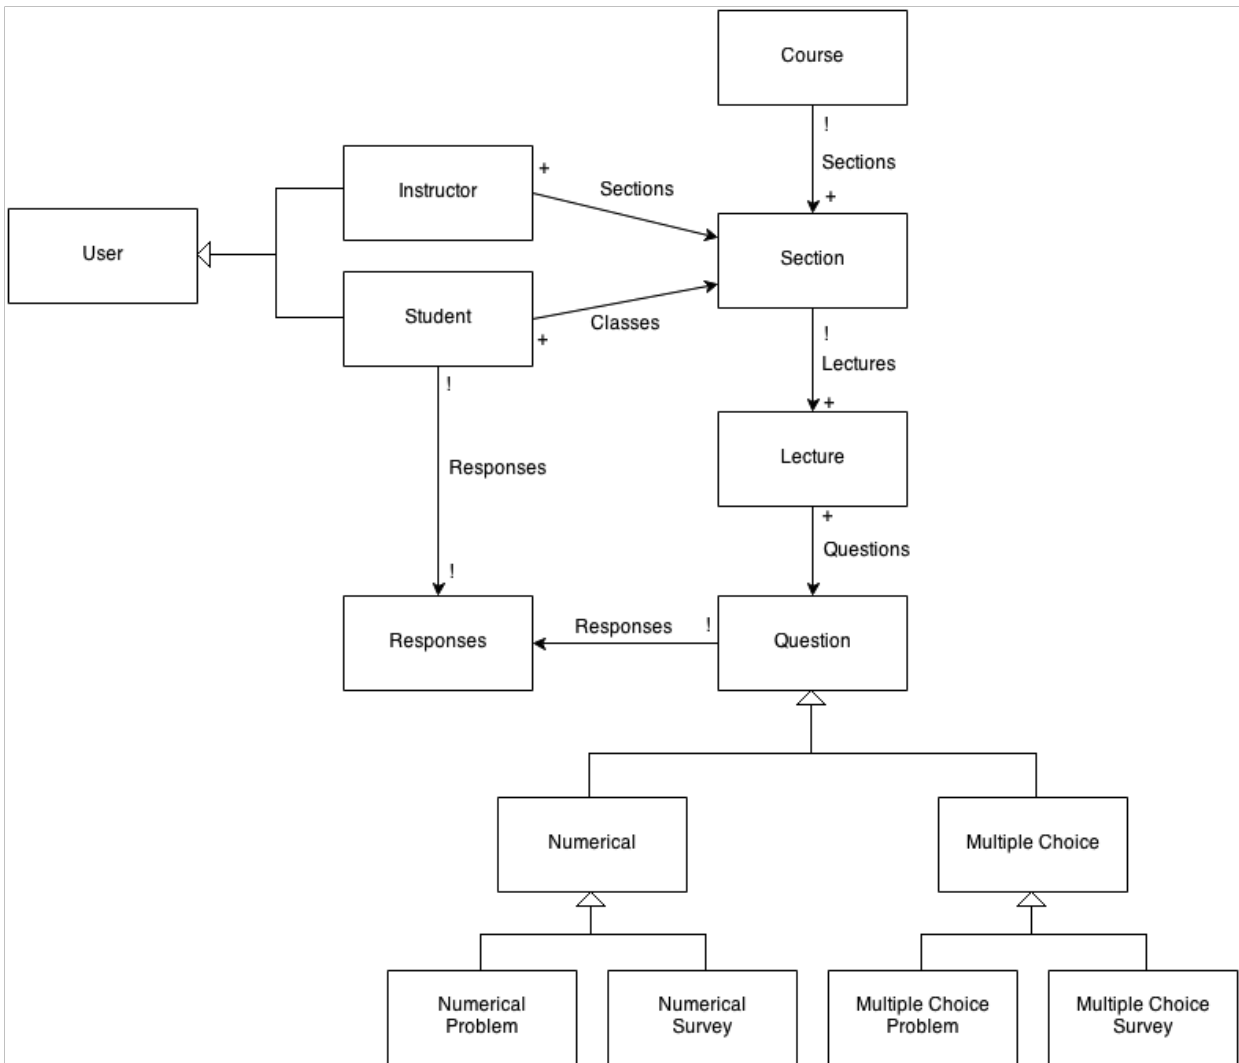 Course
!
Sections
+
Instructor
+
Sections
User
Section
Student
+
Classes
!
Lectures
+
!
Lecture
Responses
+
Questions
!
Responses
Responses
!
Question
Numerical
Multiple Choice
Numerical
Problem
Numerical
Survey
Multiple Choice
Problem
Multiple Choice
Survey